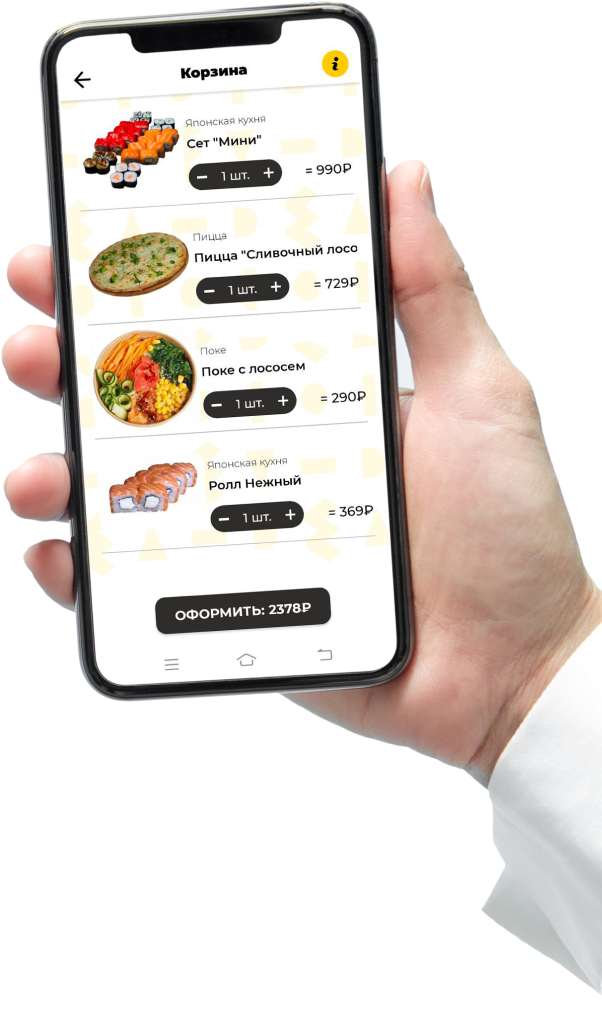 Корзина
i
Японская кухня
Сет "Мини"
1 шт.
= 990₽
Пицца
Пицца "Сливочный лосо
1 шт.
= 729₽
Поке
Поке с лососем
1 шт.
= 290₽
Японская кухня
Ролл Нежный
1 шт.
= 369₽
ОФОРМИТЬ: 2378₽